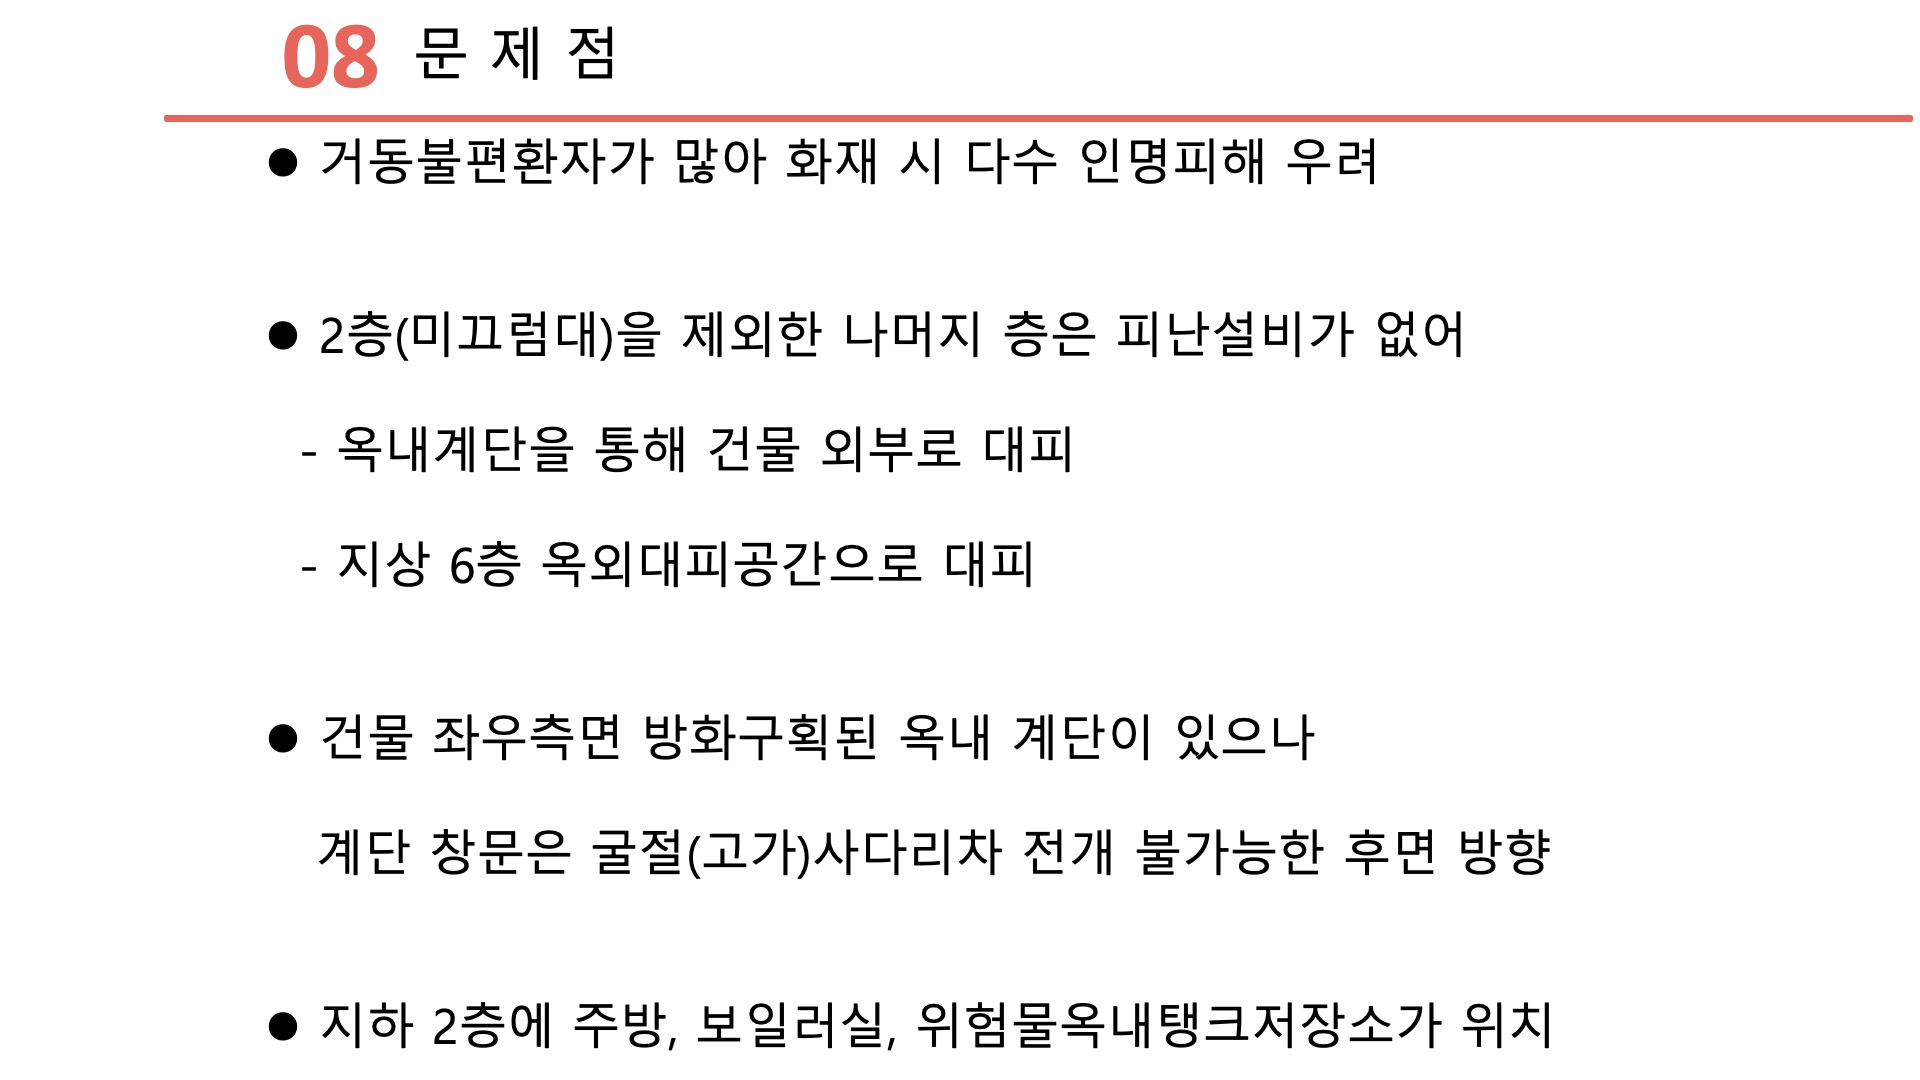 08 문 제 점
● 거동불편환자가 많아 화재 시 다수 인명피해 우려
● 2층(미끄럼대)을 제외한 나머지 층은 피난설비가 없어
- 옥내계단을 통해 건물 외부로 대피
- 지상 6층 옥외대피공간으로 대피
● 건물 좌우측면 방화구획된 옥내 계단이 있으나
계단 창문은 굴절(고가)사다리차 전개 불가능한 후면 방향
● 지하 2층에 주방, 보일러실, 위험물옥내탱크저장소가 위치